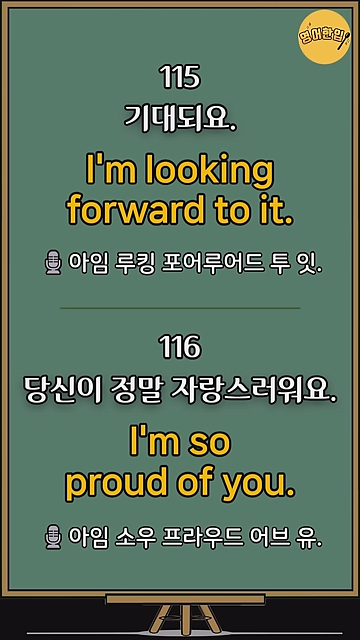 영어한입
115
기대되요.
I'm looking
forward to it.
아임 루킹 포어루어드 투 잇.
116
당신이 정말 자랑스러워요.
I'm so
proud of you.
아임 소우 프라우드 어브 유.